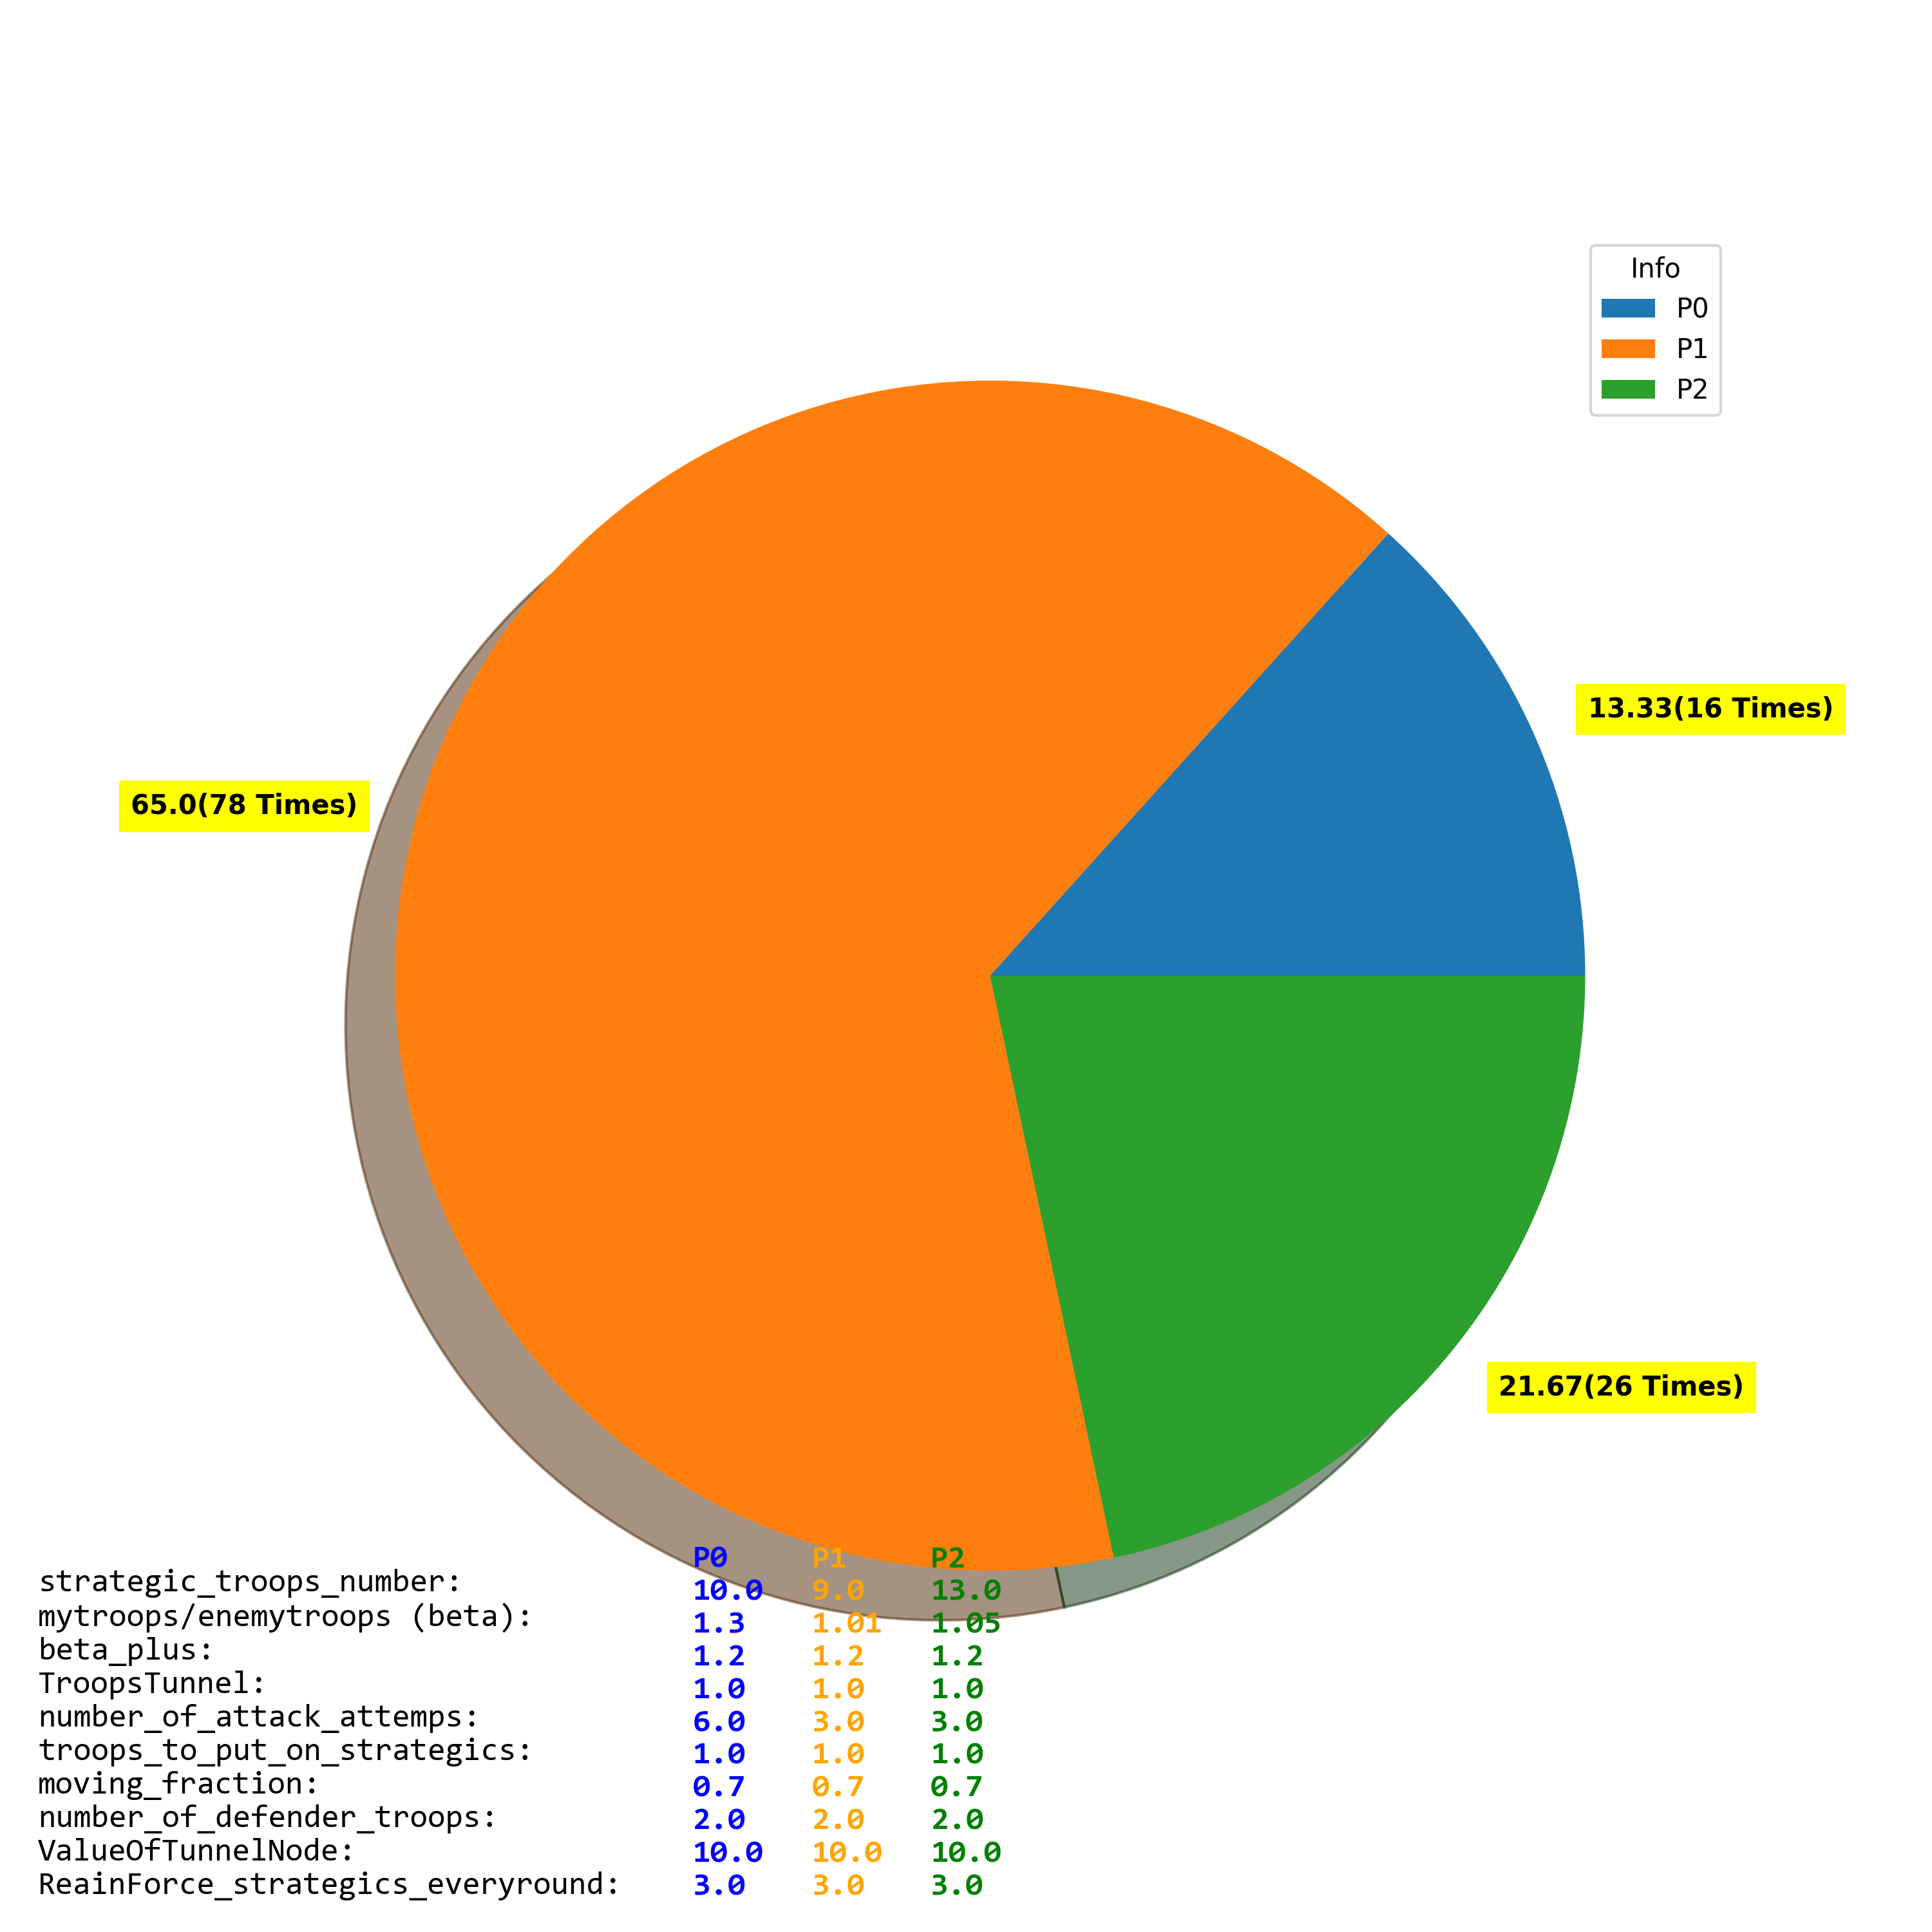 Info
P0
P1
P2
13.33(16 Times)
65.0(78 Times)
21.67(26 Times)
P0 P1 P2
strategic_troops_number: 10.0 9.0 13.0
mytroops/enemytroops (beta): 1.3 1.01 1.05
beta_plus: 1.2 1.2 1.2
TroopsTunnel: 1.0 1.0 1.0
number_of_attack_attemps: 6.0 3.0 3.0
troops_to_put_on_strategics: 1.0 1.0 1.0
moving_fraction: 0.7 0.7 0.7
number_of_defender_troops: 2.0 2.0 2.0
ValueOfTunnelNode: 10.0 10.0 10.0
ReainForce_strategics_everyround: 3.0 3.0 3.0